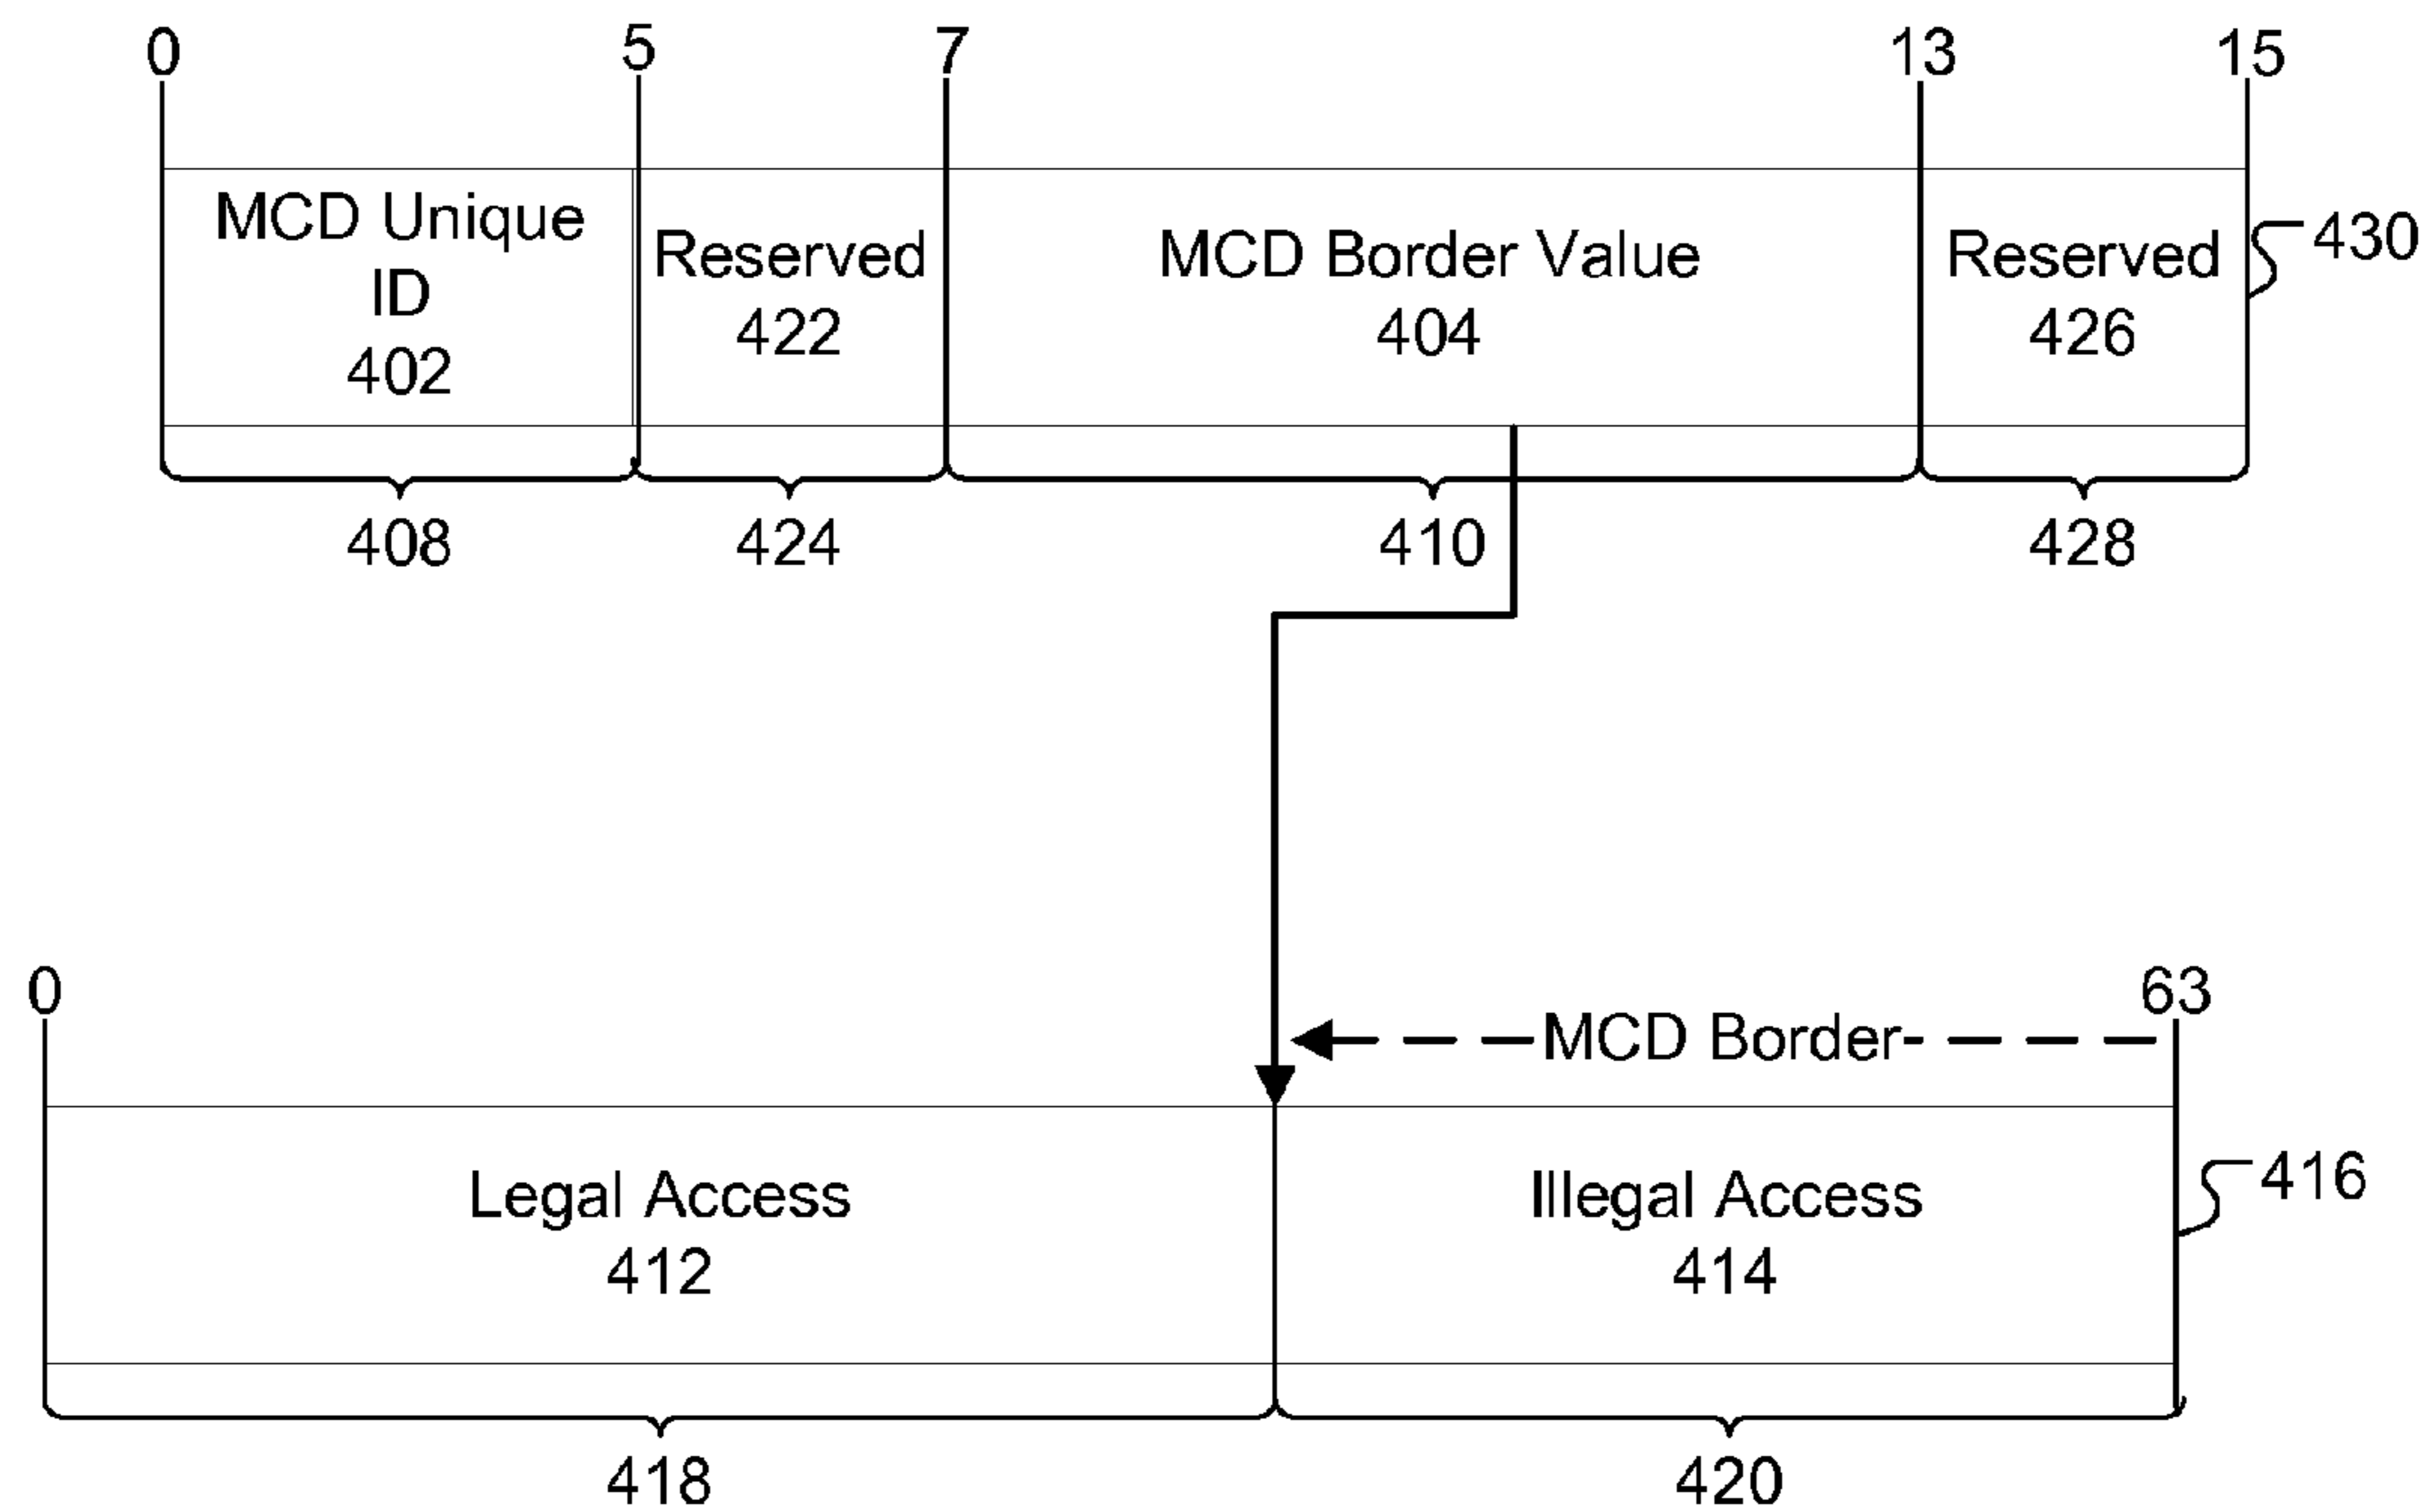 0 5 7 13 15
MCD Unique
ID
402
Reserved
422
MCD Border Value
404
Reserved
426
430
408 424 410 428
0 63
MCD Border
Legal Access
412
Illegal Access
414
416
418 420